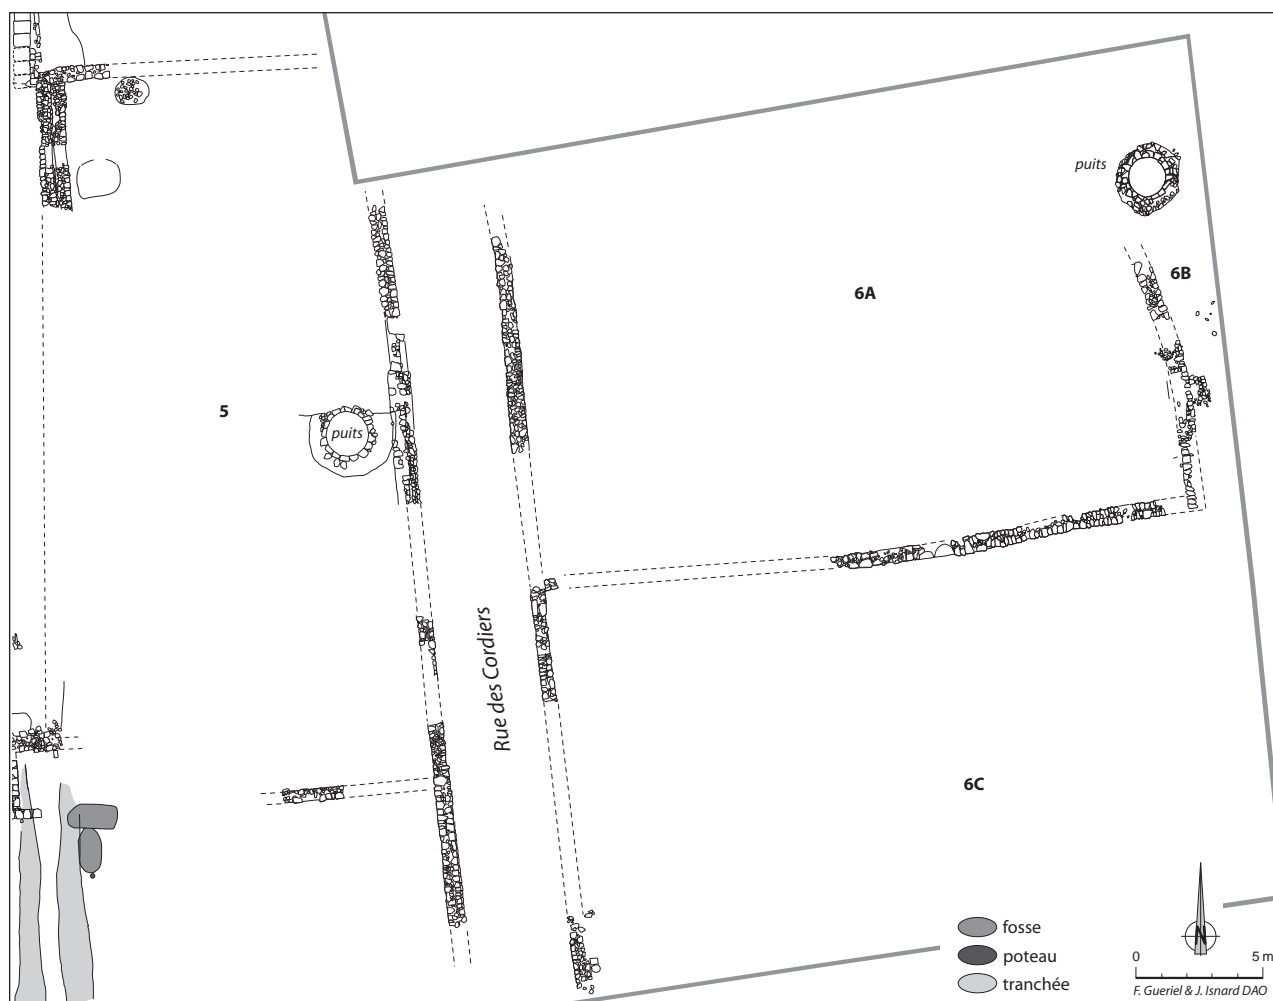 puits
6B
6A
5
puits
Rue des Cordiers
6C
fosse
poteau
tranchée
N
0 5 m
F. Gueriel & J. Isnard DAO